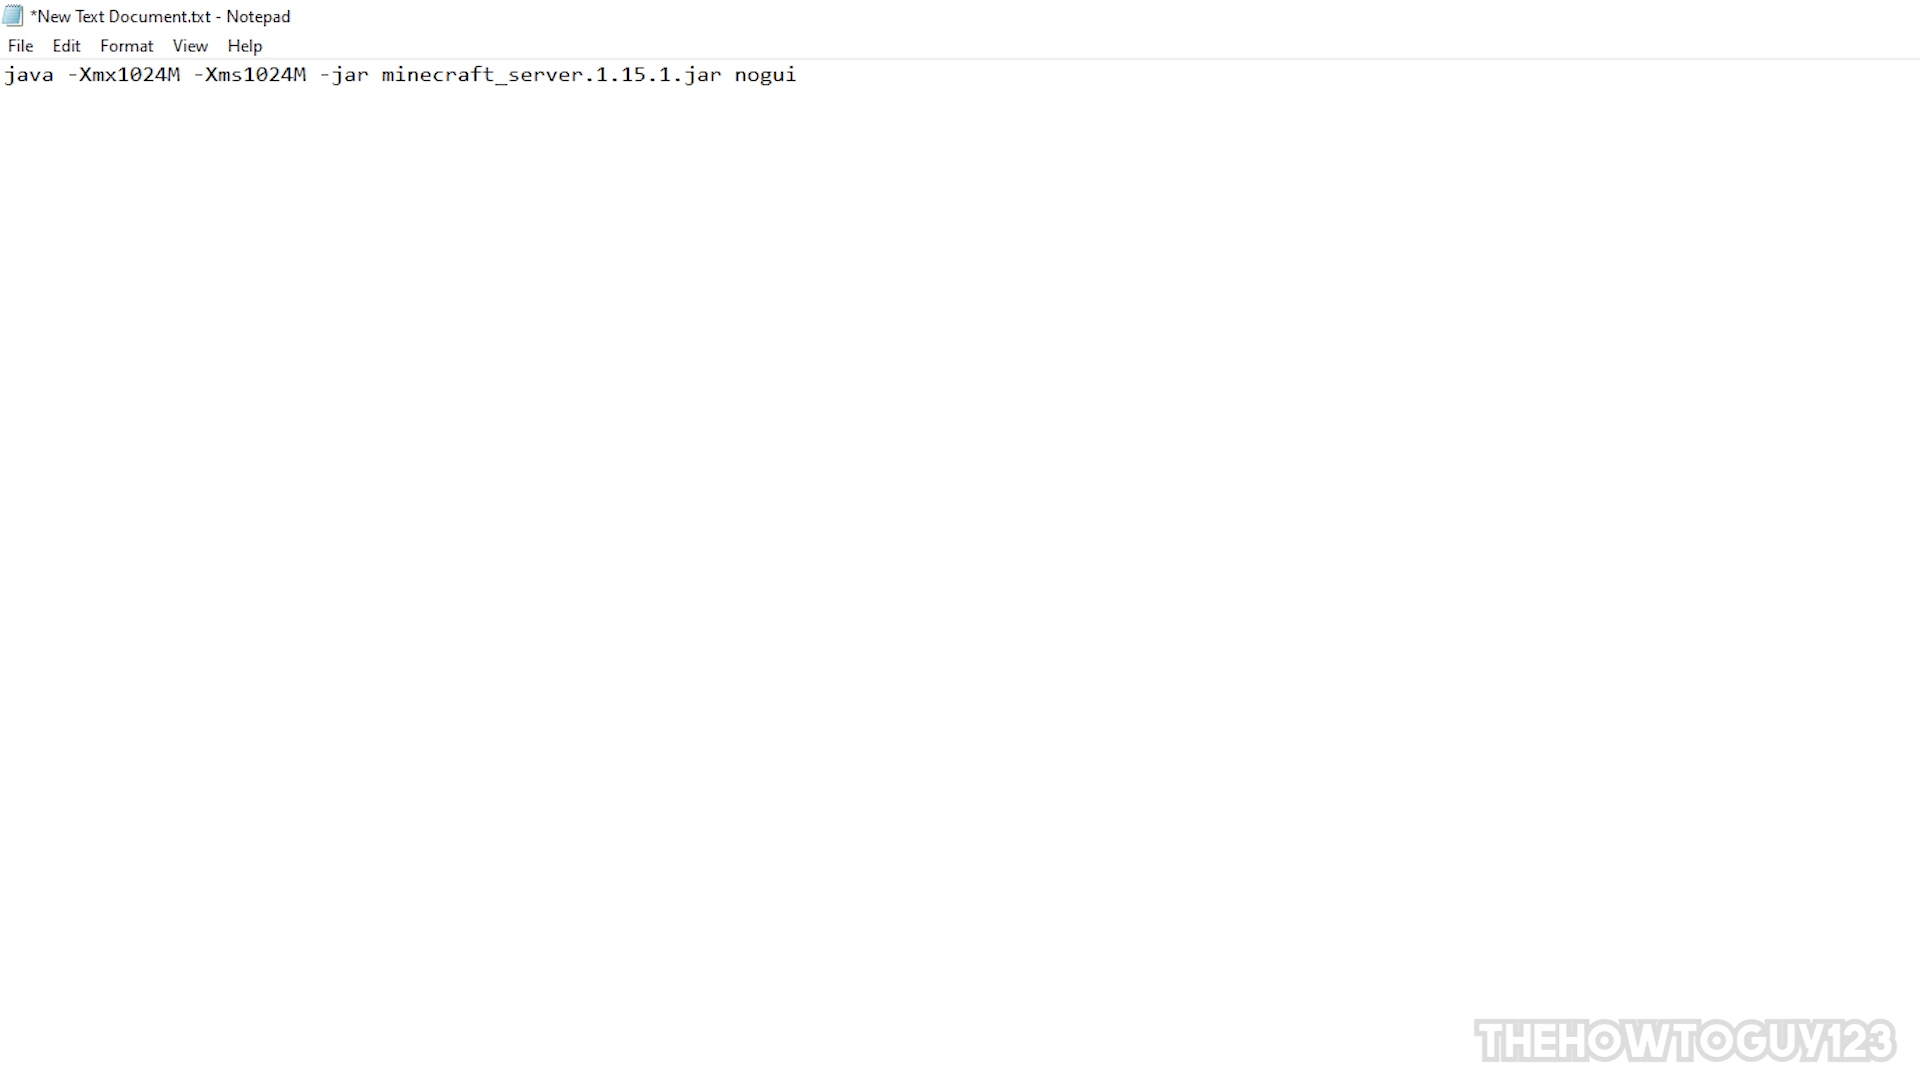 *New Text Document.txt - Notepad
File Edit Format View Help
java -Xmx1024M -Xms1024M -jar minecraft_server.1.15.1.jar nogui
THEHOWTOGUY123